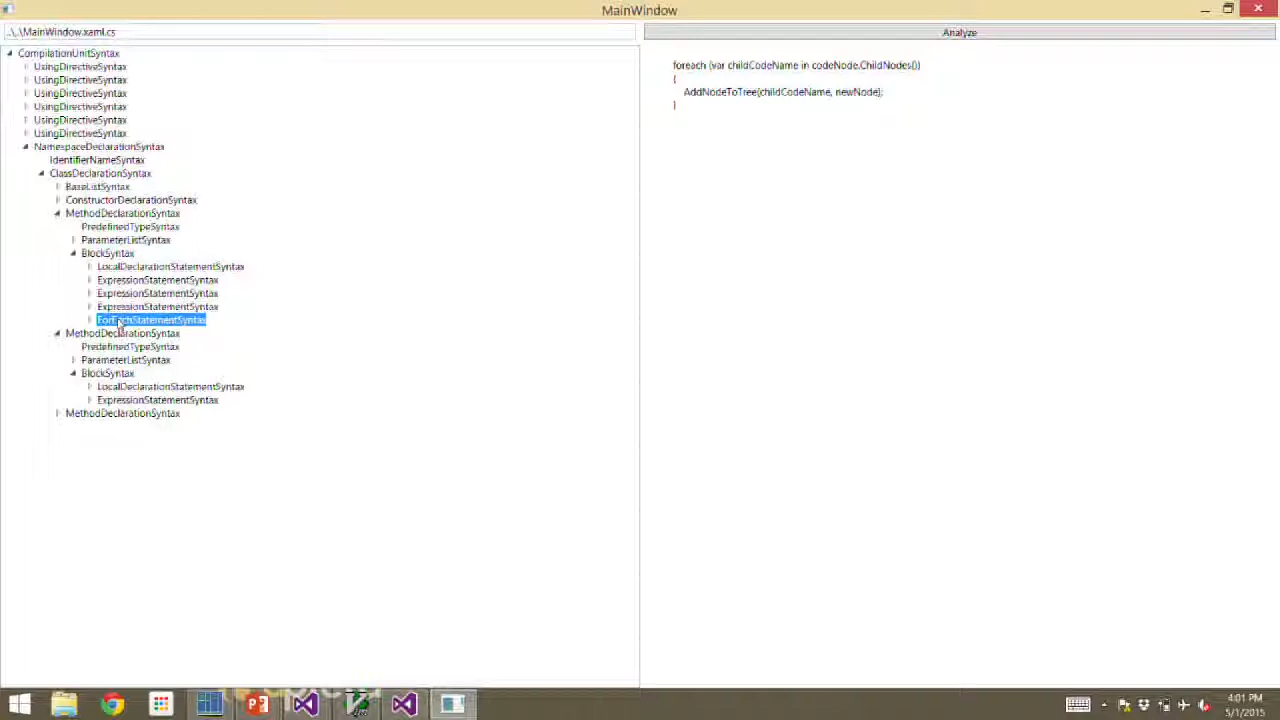 MainWindow
..\..\MainWindow.xaml.cs
Analyze
CompilationUnitSyntax
UsingDirectiveSyntax
UsingDirectiveSyntax
UsingDirectiveSyntax
UsingDirectiveSyntax
UsingDirectiveSyntax
UsingDirectiveSyntax
NamespaceDeclarationSyntax
IdentifierNameSyntax
ClassDeclarationSyntax
BaseListSyntax
ConstructorDeclarationSyntax
MethodDeclarationSyntax
PredefinedTypeSyntax
ParameterListSyntax
BlockSyntax
LocalDeclarationStatementSyntax
ExpressionStatementSyntax
ExpressionStatementSyntax
ExpressionStatementSyntax
ForEachStatementSyntax
MethodDeclarationSyntax
PredefinedTypeSyntax
ParameterListSyntax
BlockSyntax
LocalDeclarationStatementSyntax
ExpressionStatementSyntax
MethodDeclarationSyntax
foreach (var childCodeName in codeNode.ChildNodes())
{
AddNodeToTree(childCodeName, newNode);
}
4:01 PM
5/1/2015